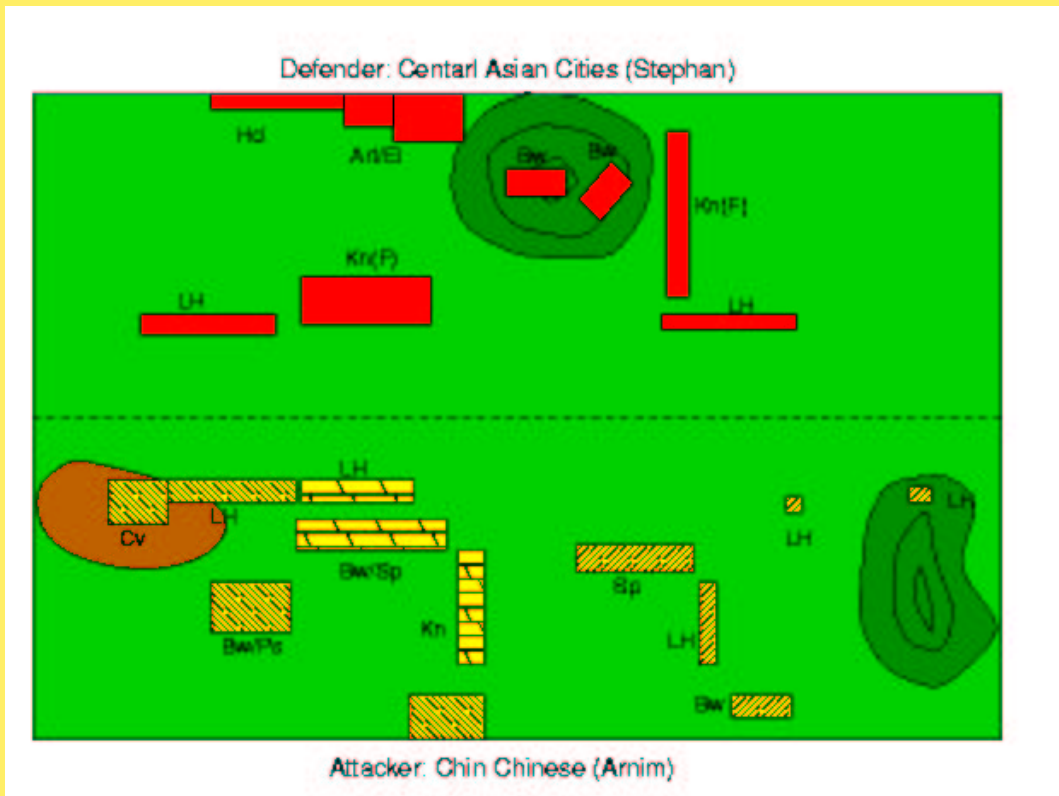 Defender: Centarl Asian Cities (Stephan)
Hd
Art/El
Bw
Bw
Kn(F)
Kn(F)
LH
LH
LH
LH
LH
LH
Cv
Bw/Sp
Sp
Bw/Ps
Kn
LH
Bw
Attacker: Chin Chinese (Arnim)